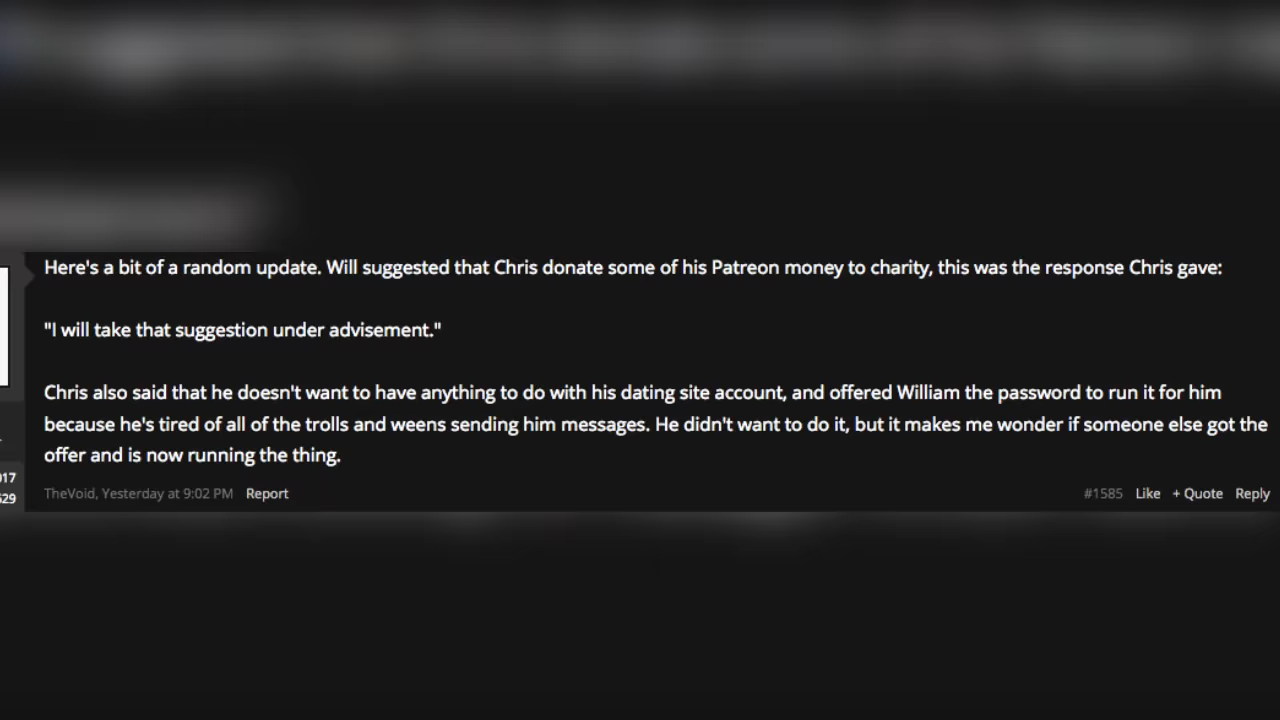 Here's a bit of a random update. Will suggested that Chris donate some of his Patreon money to charity, this was the response Chris gave:
"I will take that suggestion under advisement."
Chris also said that he doesn't want to have anything to do with his dating site account, and offered William the password to run it for him
because he's tired of all of the trolls and weens sending him messages. He didn't want to do it, but it makes me wonder if someone else got the
offer and is now running the thing.
017
629
TheVoid, Yesterday at 9:02 PM Report #1585 Like + Quote Reply